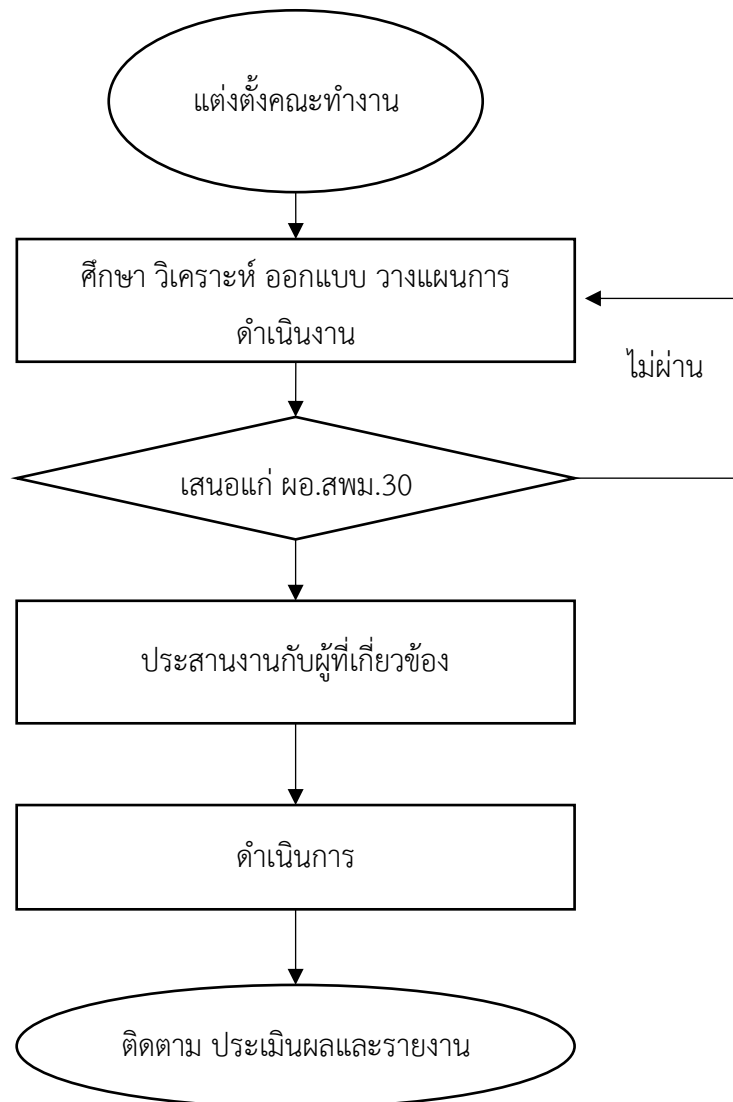 แต่งตั้งคณะทำงาน
ศึกษา วิเคราะห์ ออกแบบ วางแผนการ
ดำเนินงาน
ไม่ผ่าน
เสนอแก่ ผอ.สพม.30
ประสานงานกับผู้ที่เกี่ยวข้อง
ดำเนินการ
ติดตาม ประเมินผลและรายงาน